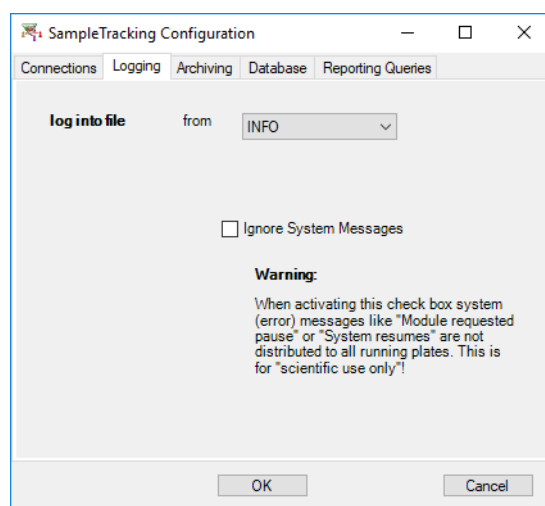 SampleTracking Configuration
Connections Logging Archiving Database Reporting Queries
log into file from INFO
Ignore System Messages
Warning:
When activating this check box system
(error) messages like "Module requested
pause" or "System resumes" are not
distributed to all running plates. This is
for "scientific use only"!
OK Cancel